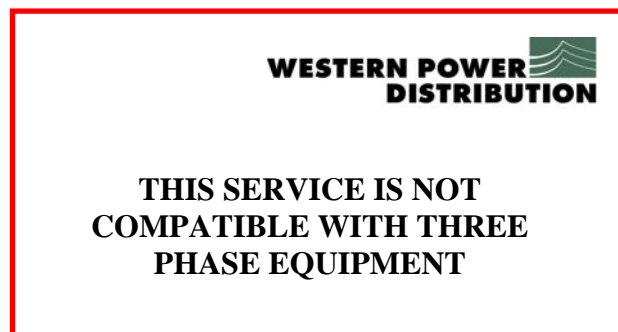 WESTERN POWER
DISTRIBUTION
THIS SERVICE IS NOT
COMPATIBLE WITH THREE
PHASE EQUIPMENT